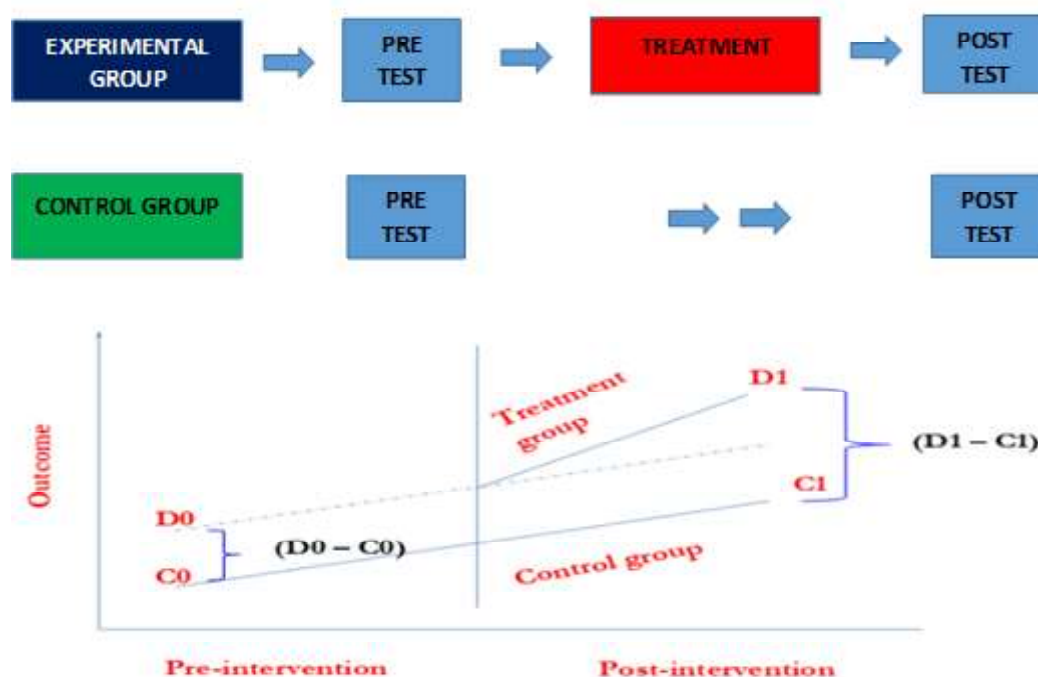 EXPERIMENTAL
GROUP
PRE
TEST
TREATMENT
POST
TEST
CONTROL GROUP
PRE
TEST
POST
TEST
Outcome
Treatment
group
D1
(D1 – C1)
C1
D0
(D0 – C0)
C0
Control group
Pre-intervention
Post-intervention